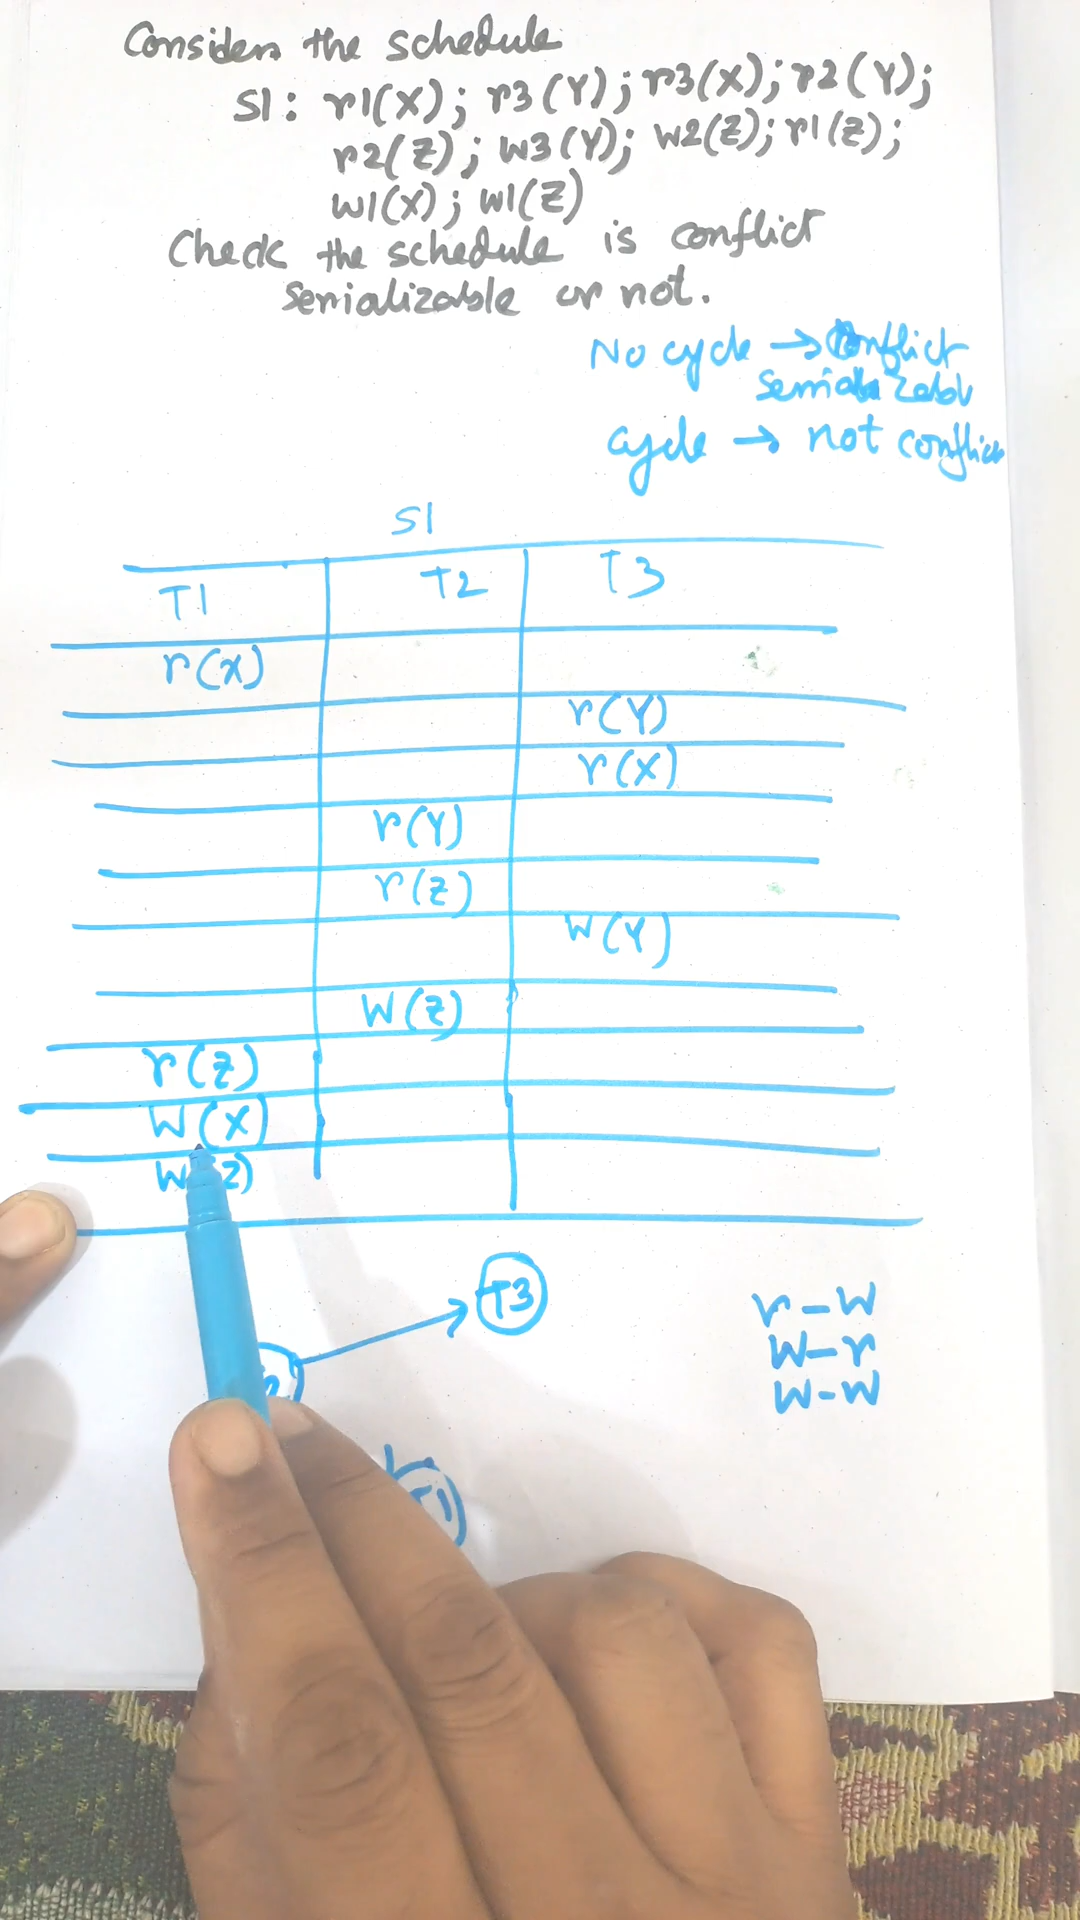 Consider the schedule
S1: r1(X); r3(Y); r3(X); r2(Y);
r2(Z); W3(Y); W2(Z); r1(Z);
W1(X); W1(Z)
Check the schedule is conflict
Serializable or not.
No cycle → Conflict
Serializable
cycle → not conflict
S1
T1 T2 T3
r(X)
r(Y)
r(X)
r(Y)
r(Z)
W(Y)
W(Z)
r(Z)
W(X)
W(Z)
T3
r-W
W-r
W-W
T1